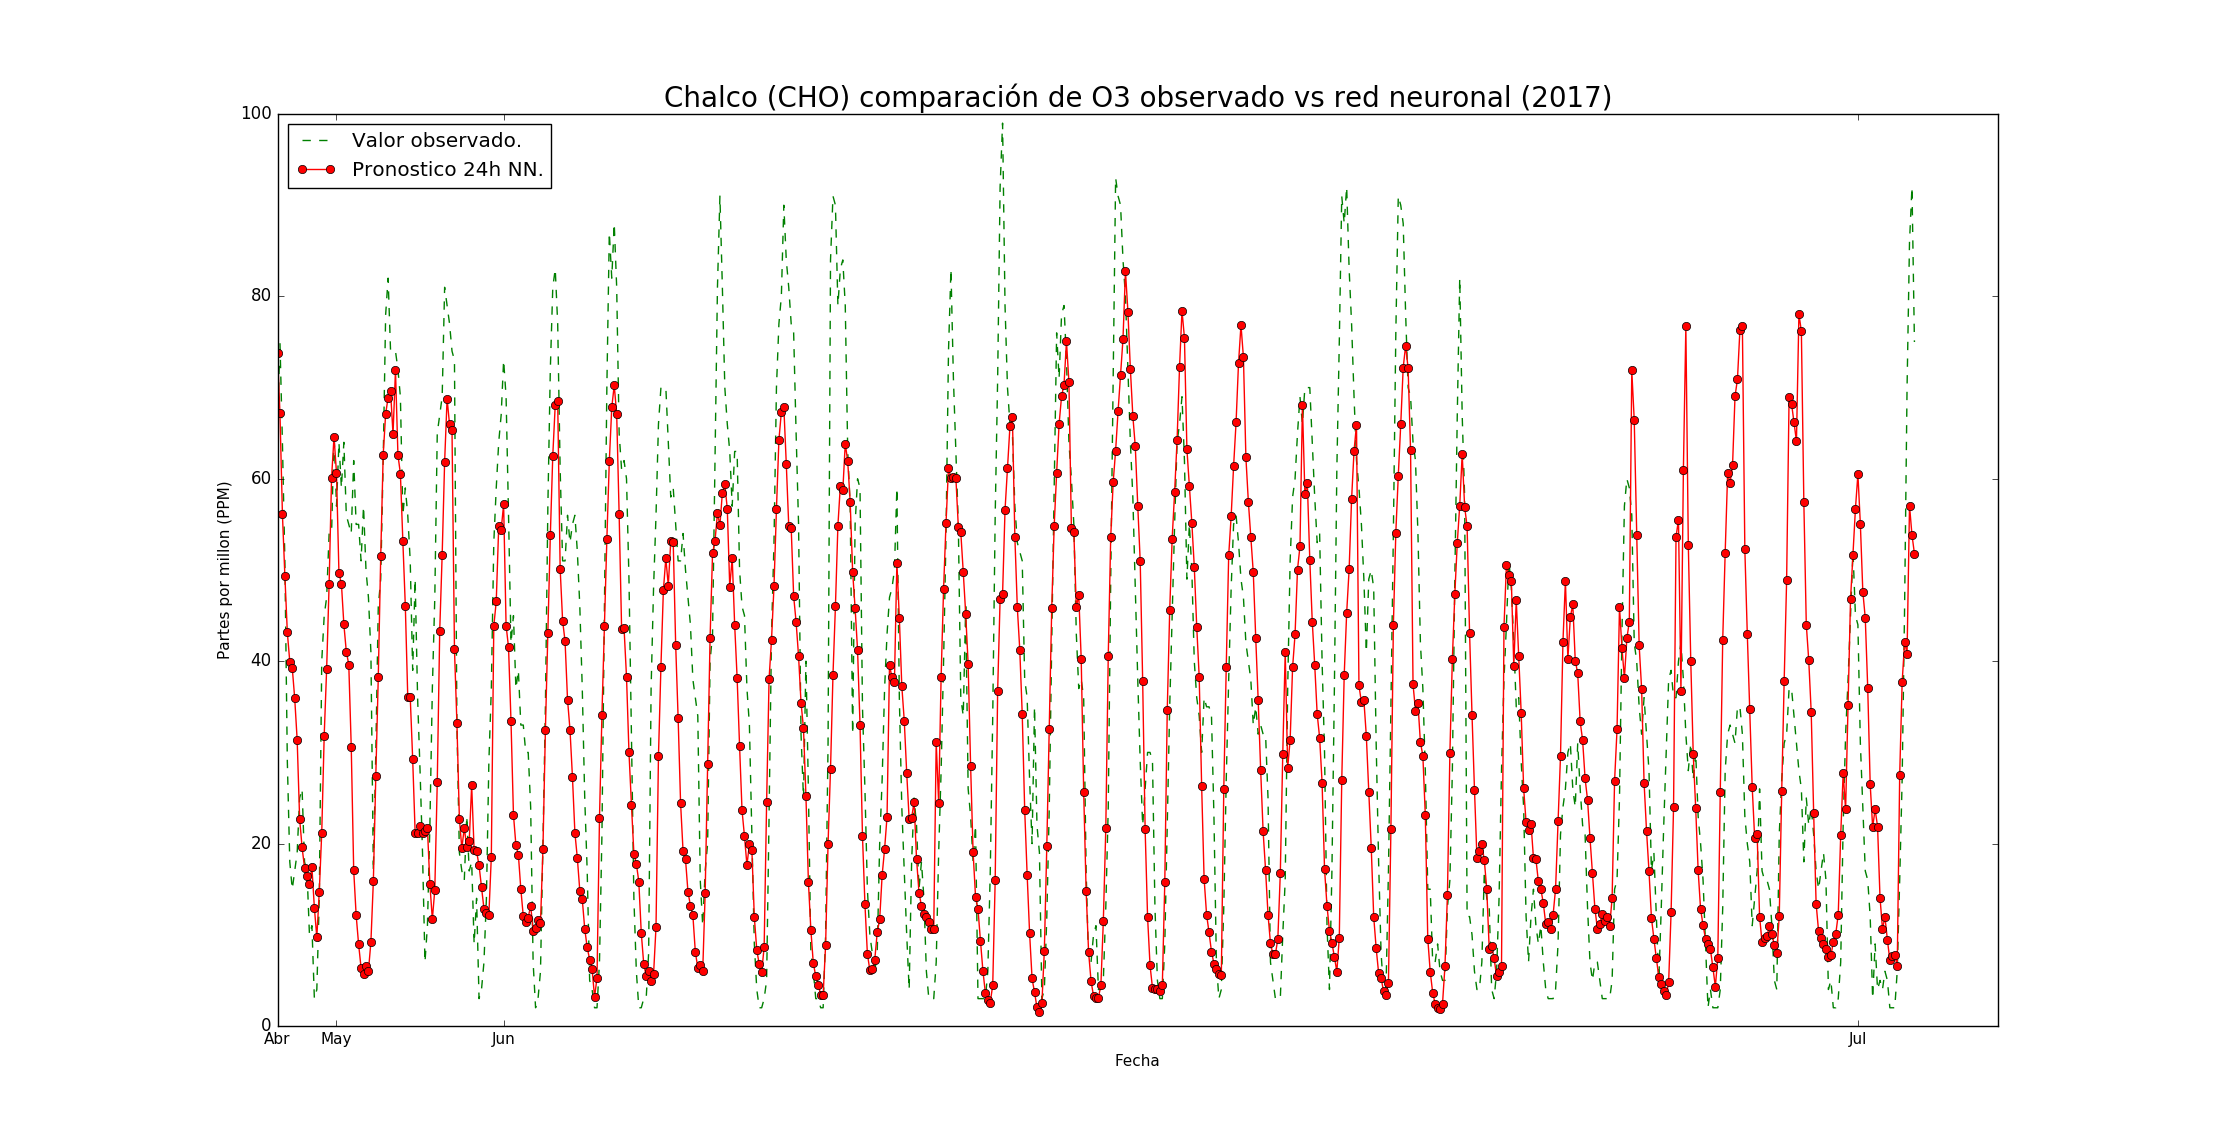 Chalco (CHO) comparación de O3 observado vs red neuronal (2017)
Valor observado.
Pronostico 24h NN.
Partes por millon (PPM)
100
80
60
40
20
0
Abr May Jun Jul
Fecha